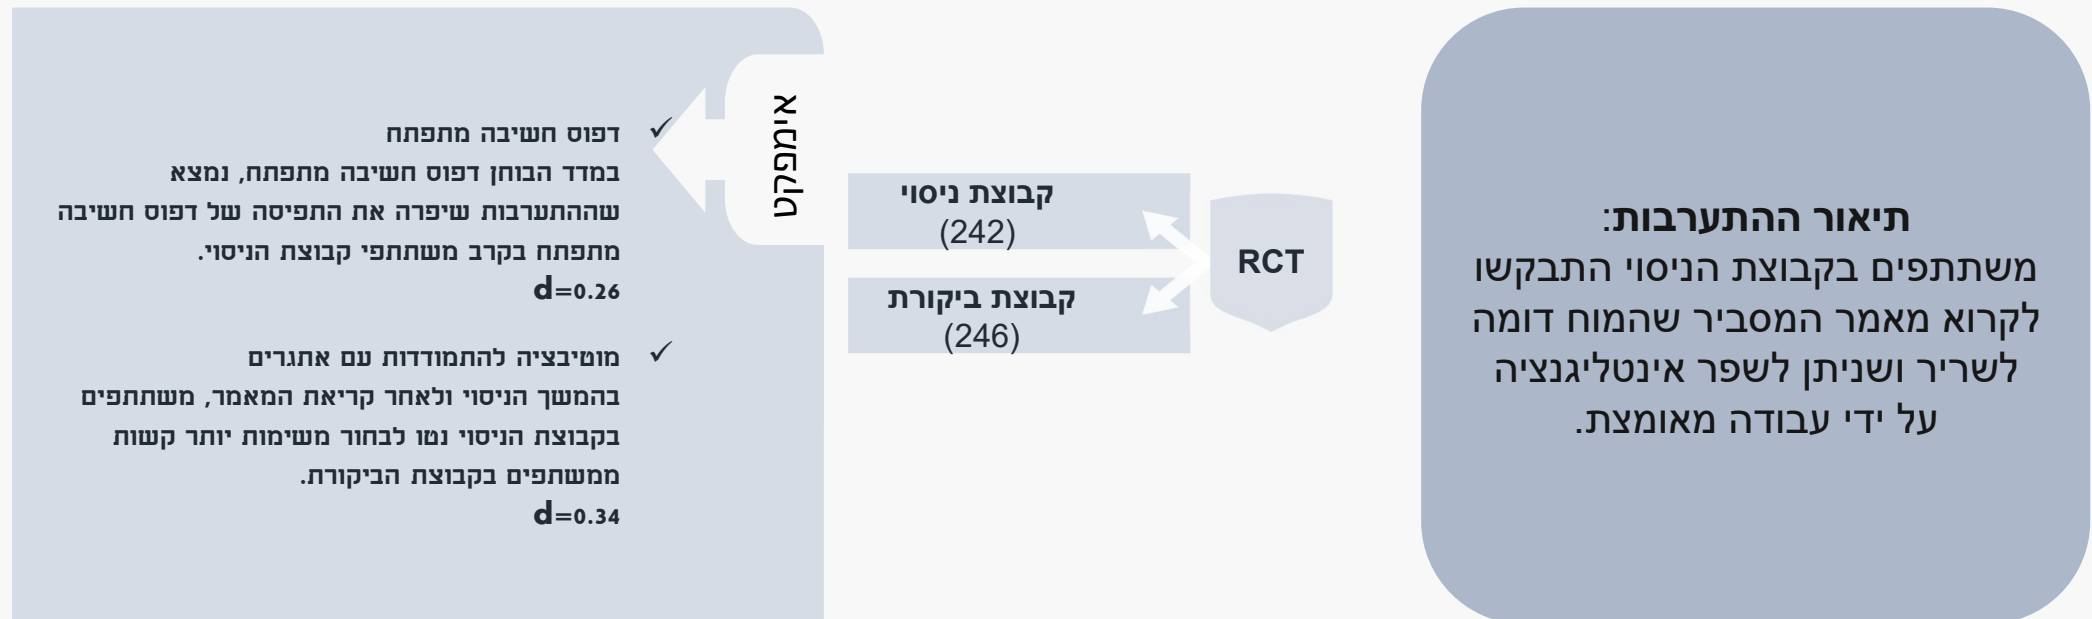 תיאור ההתערבות:
משתתפים בקבוצת הניסוי התבקשו
לקרוא מאמר המסביר שהמוח דומה
לשריר ושניתן לשפר אינטליגנציה
על ידי עבודה מאומצת.
RCT
קבוצת ניסוי
(242)
קבוצת ביקורת
(246)
אימפקט
✓ דפוס חשיבה מתפתח
במדד הבוחן דפוס חשיבה מתפתח, נמצא
שההתערבות שיפרה את התפיסה של דפוס חשיבה
מתפתח בקרב משתתפי קבוצת הניסוי.
d=0.26
✓ מוטיבציה להתמודדות עם אתגרים
בהמשך הניסוי ולאחר קריאת המאמר, משתתפים
בקבוצת הניסוי נטו לבחור משימות יותר קשות
ממשתפים בקבוצת הביקורת.
d=0.34